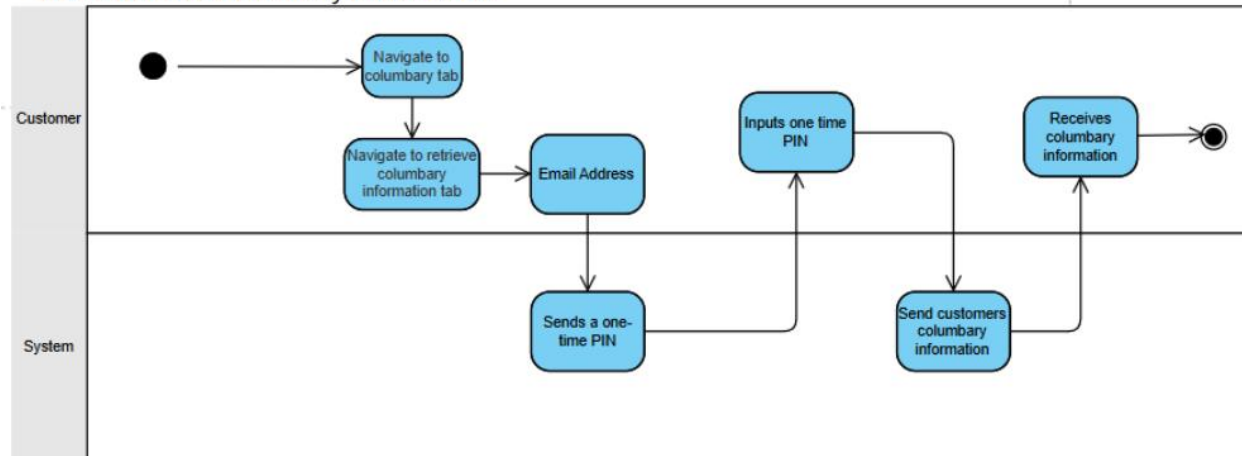 Customer
Navigate to
columbary tab
Navigate to retrieve
columbary
information tab
Email Address
Inputs one time
PIN
Receives
columbary
information
System
Sends a one-
time PIN
Send customers
columbary
information